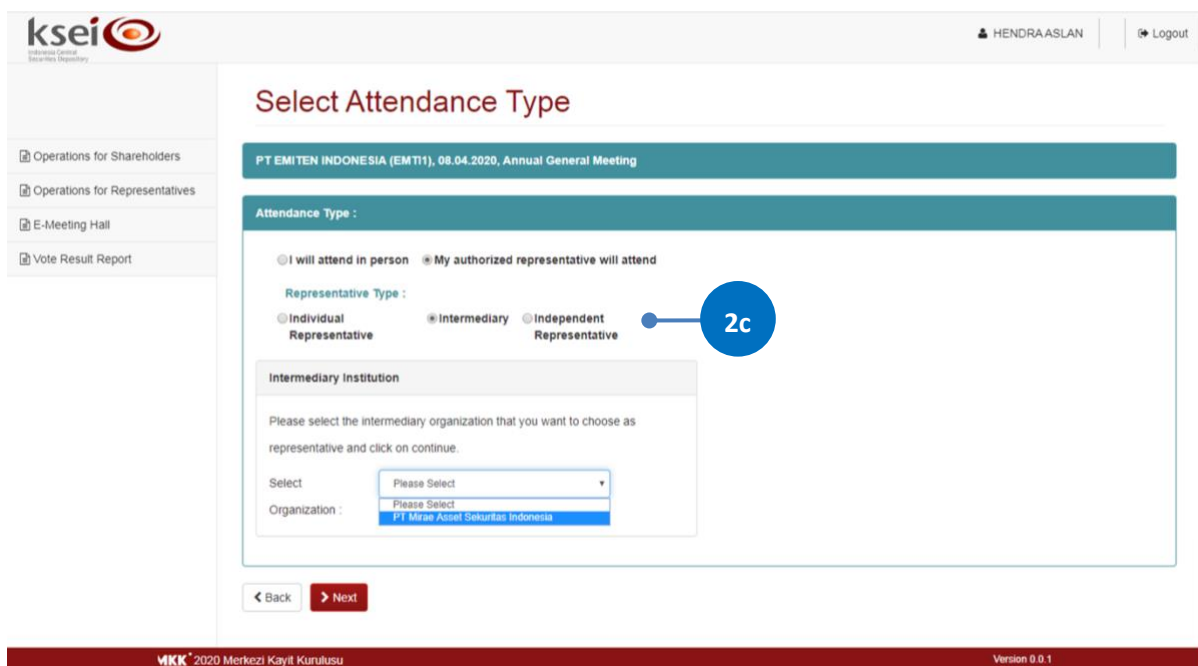 ksei
Indonesia Central
Securities Depository
HENDRA ASLAN
Logout
Select Attendance Type
Operations for Shareholders
Operations for Representatives
E-Meeting Hall
Vote Result Report
PT EMITEN INDONESIA (EMTI1), 08.04.2020, Annual General Meeting
Attendance Type :
I will attend in person My authorized representative will attend
Representative Type :
Individual Representative
Intermediary
Independent Representative
2c
Intermediary Institution
Please select the intermediary organization that you want to choose as
representative and click on continue.
Select Organization :
Please Select
Please Select
PT Mirae Asset Sekuritas Indonesia
Back
Next
MKK 2020 Merkezi Kayit Kurulusu
Version 0.0.1